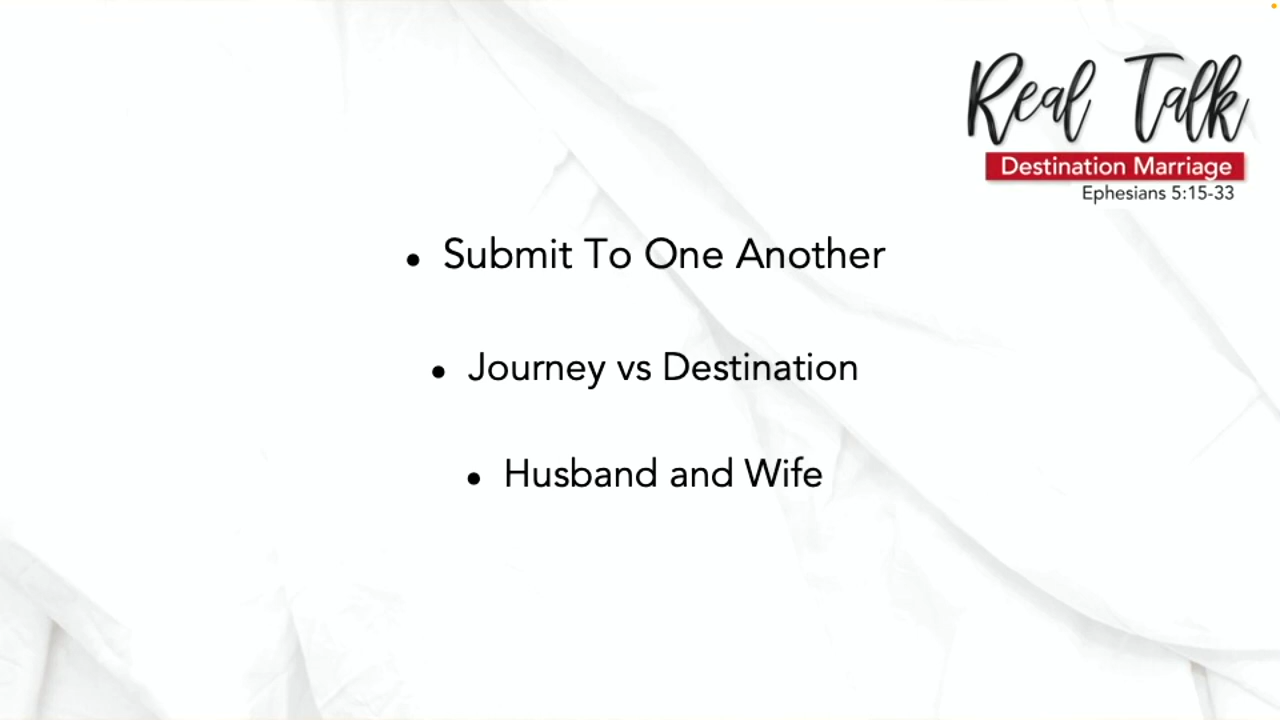 Real Talk
Destination Marriage
Ephesians 5:15-33
• Submit To One Another
• Journey vs Destination
• Husband and Wife